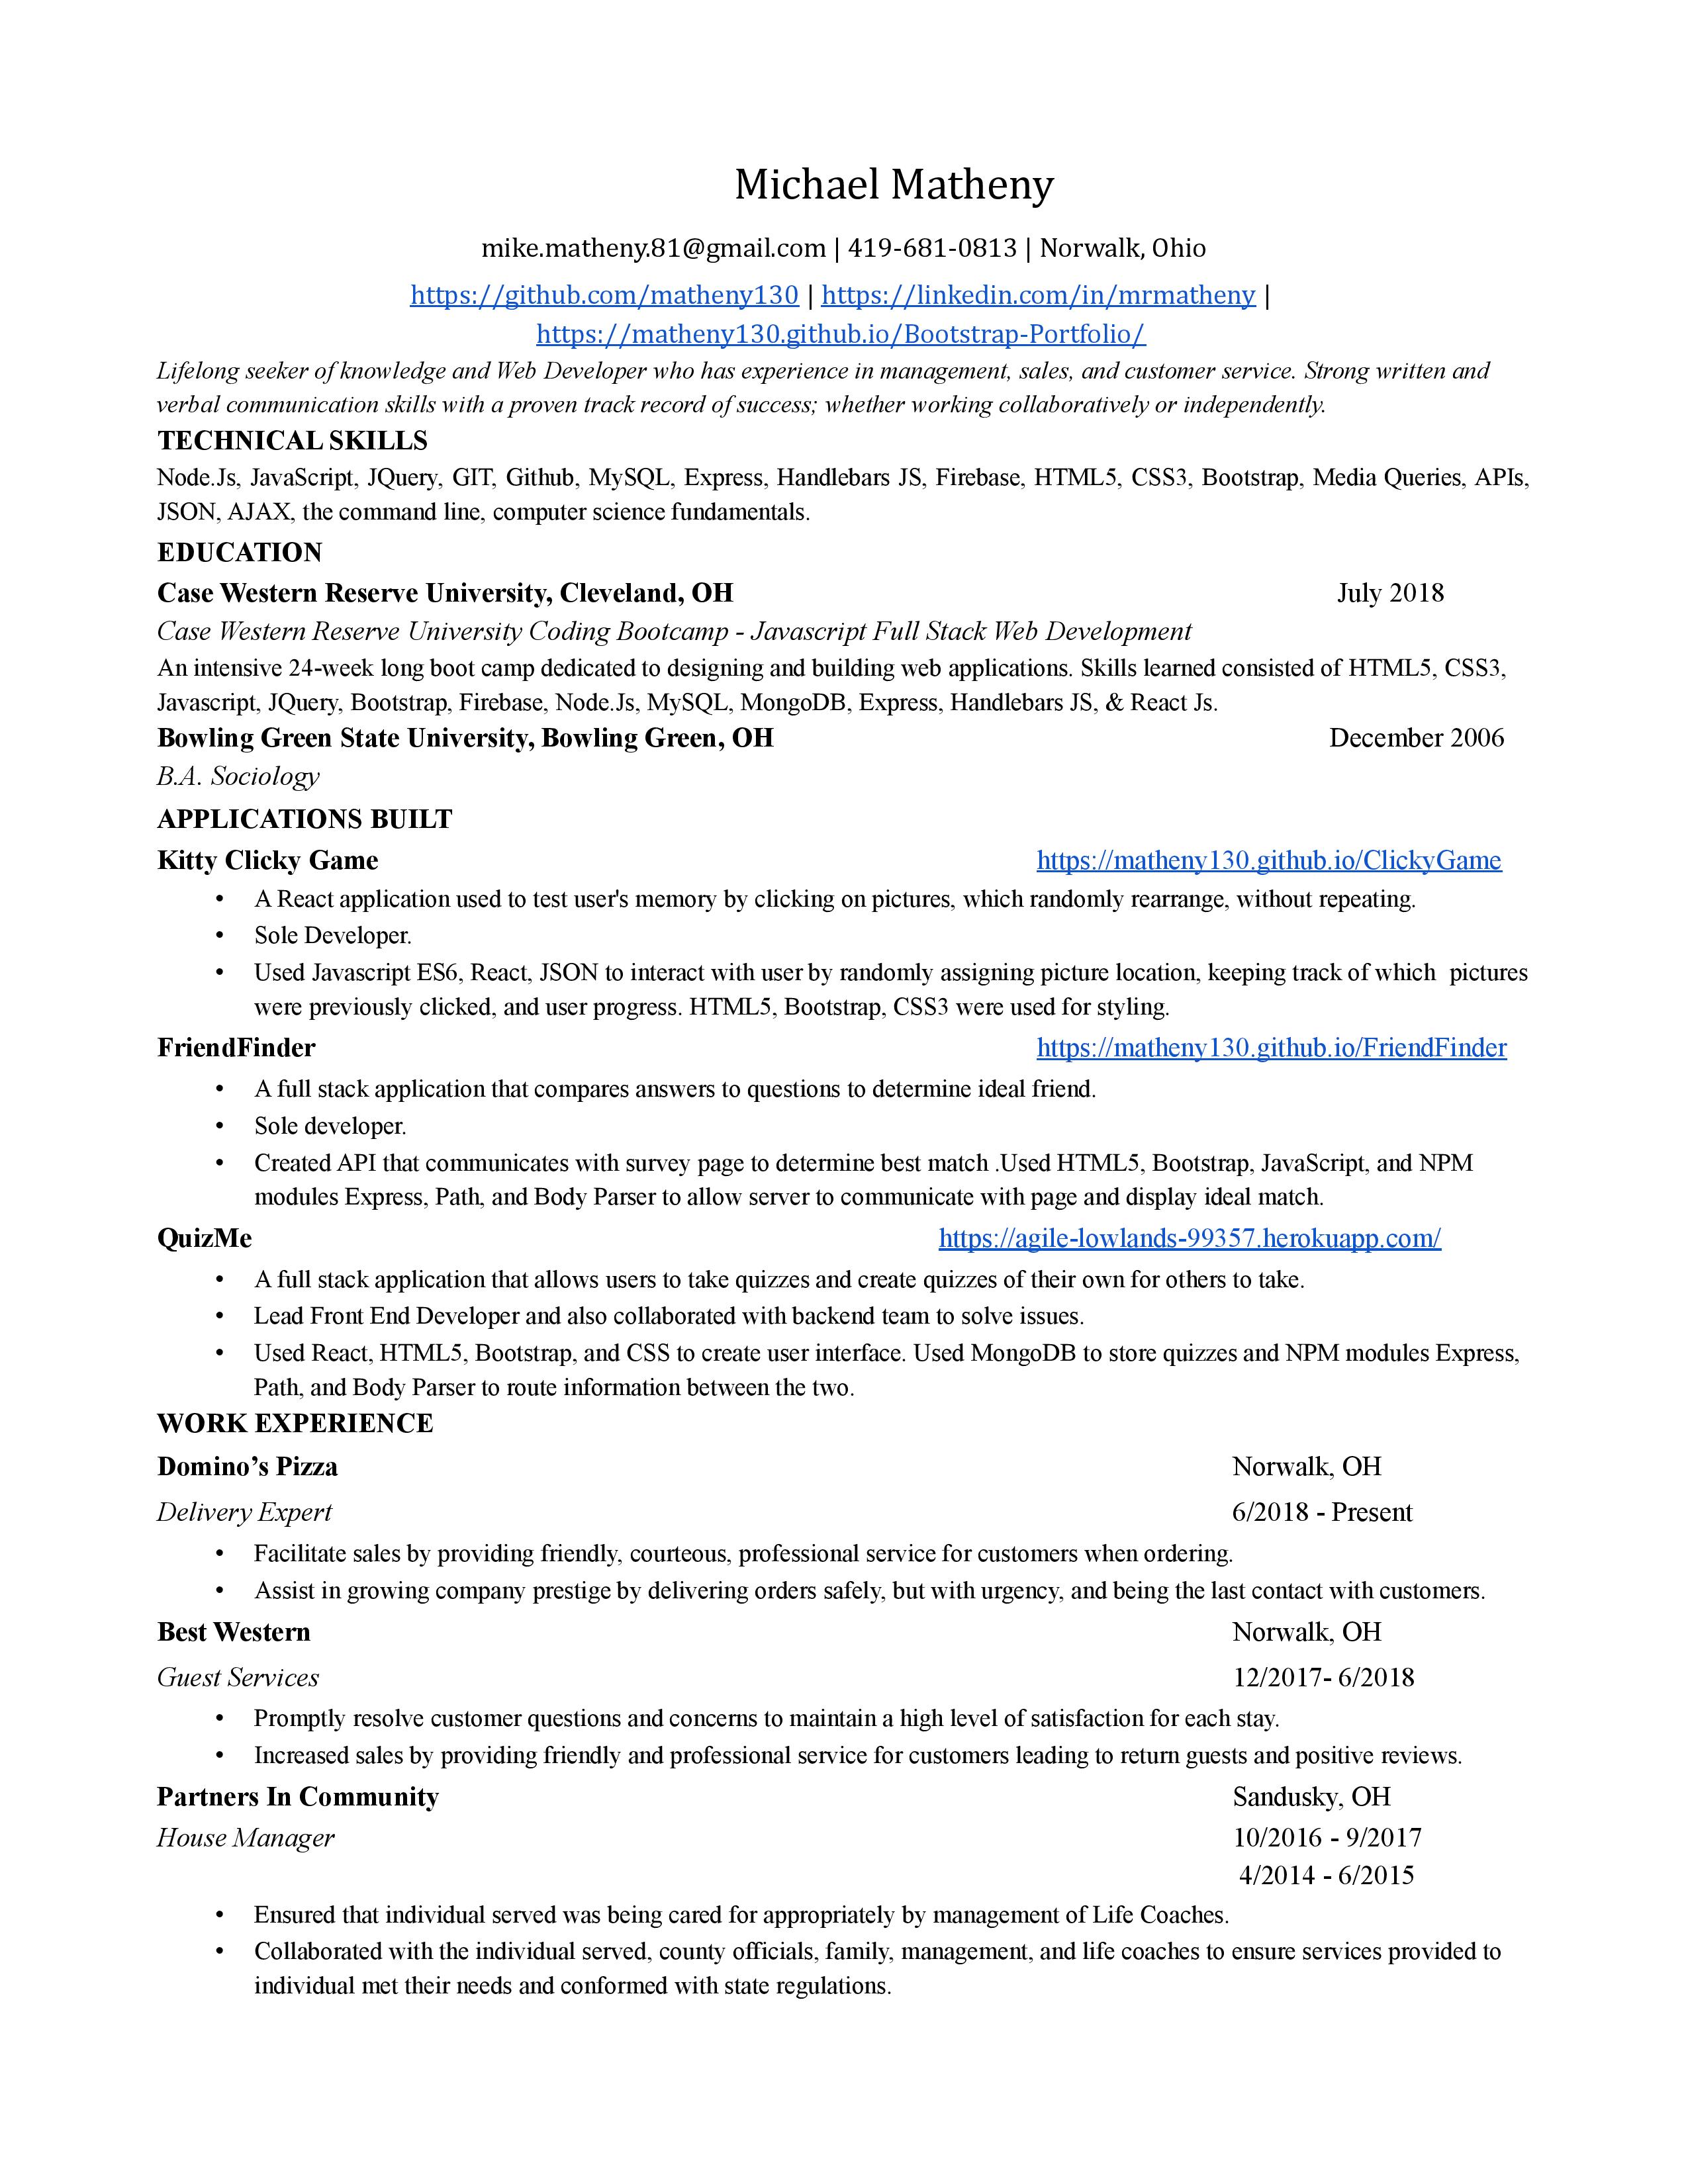 Michael Matheny
mike.matheny.81@gmail.com | 419-681-0813 | Norwalk, Ohio
https://github.com/matheny130 | https://linkedin.com/in/mrmatheny |
https://matheny130.github.io/Bootstrap-Portfolio/
Lifelong seeker of knowledge and Web Developer who has experience in management, sales, and customer service. Strong written and
verbal communication skills with a proven track record of success; whether working collaboratively or independently.
TECHNICAL SKILLS
Node.Js, JavaScript, JQuery, GIT, Github, MySQL, Express, Handlebars JS, Firebase, HTML5, CSS3, Bootstrap, Media Queries, APIs,
JSON, AJAX, the command line, computer science fundamentals.
EDUCATION
Case Western Reserve University, Cleveland, OH July 2018
Case Western Reserve University Coding Bootcamp - Javascript Full Stack Web Development
An intensive 24-week long boot camp dedicated to designing and building web applications. Skills learned consisted of HTML5, CSS3,
Javascript, JQuery, Bootstrap, Firebase, Node.Js, MySQL, MongoDB, Express, Handlebars JS, & React Js.
Bowling Green State University, Bowling Green, OH December 2006
B.A. Sociology
APPLICATIONS BUILT
Kitty Clicky Game https://matheny130.github.io/ClickyGame
• A React application used to test user's memory by clicking on pictures, which randomly rearrange, without repeating.
• Sole Developer.
• Used Javascript ES6, React, JSON to interact with user by randomly assigning picture location, keeping track of which pictures
were previously clicked, and user progress. HTML5, Bootstrap, CSS3 were used for styling.
FriendFinder https://matheny130.github.io/FriendFinder
• A full stack application that compares answers to questions to determine ideal friend.
• Sole developer.
• Created API that communicates with survey page to determine best match .Used HTML5, Bootstrap, JavaScript, and NPM
modules Express, Path, and Body Parser to allow server to communicate with page and display ideal match.
QuizMe https://agile-lowlands-99357.herokuapp.com/
• A full stack application that allows users to take quizzes and create quizzes of their own for others to take.
• Lead Front End Developer and also collaborated with backend team to solve issues.
• Used React, HTML5, Bootstrap, and CSS to create user interface. Used MongoDB to store quizzes and NPM modules Express,
Path, and Body Parser to route information between the two.
WORK EXPERIENCE
Domino’s Pizza Norwalk, OH
Delivery Expert 6/2018 - Present
• Facilitate sales by providing friendly, courteous, professional service for customers when ordering.
• Assist in growing company prestige by delivering orders safely, but with urgency, and being the last contact with customers.
Best Western Norwalk, OH
Guest Services 12/2017- 6/2018
• Promptly resolve customer questions and concerns to maintain a high level of satisfaction for each stay.
• Increased sales by providing friendly and professional service for customers leading to return guests and positive reviews.
Partners In Community Sandusky, OH
House Manager 10/2016 - 9/2017
4/2014 - 6/2015
• Ensured that individual served was being cared for appropriately by management of Life Coaches.
• Collaborated with the individual served, county officials, family, management, and life coaches to ensure services provided to
individual met their needs and conformed with state regulations.